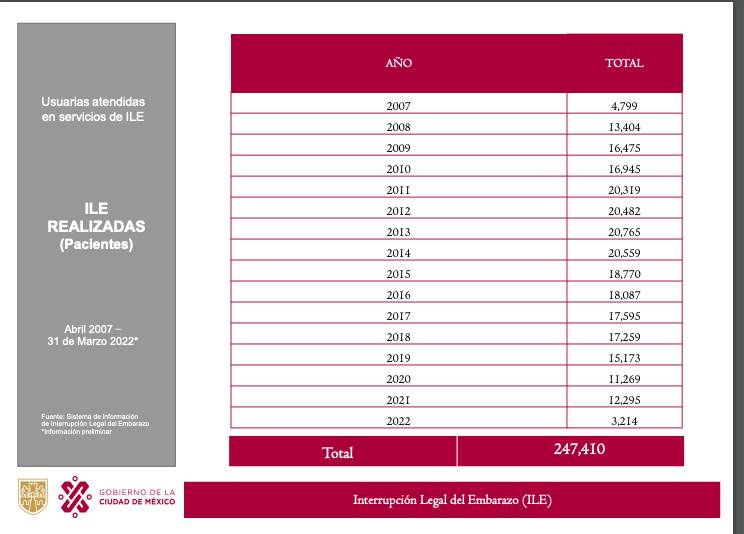 Usuarias atendidas
en servicios de ILE
ILE
REALIZADAS
(Pacientes)
Abril 2007 –
31 de Marzo 2022*
Fuente: Sistema de Información
de Interrupción Legal del Embarazo
*Información preliminar
AÑO TOTAL
2007 4,799
2008 13,404
2009 16,475
2010 16,945
2011 20,319
2012 20,482
2013 20,765
2014 20,559
2015 18,770
2016 18,087
2017 17,595
2018 17,259
2019 15,173
2020 11,269
2021 12,295
2022 3,214
Total 247,410
GOBIERNO DE LA
CIUDAD DE MÉXICO
Interrupción Legal del Embarazo (ILE)